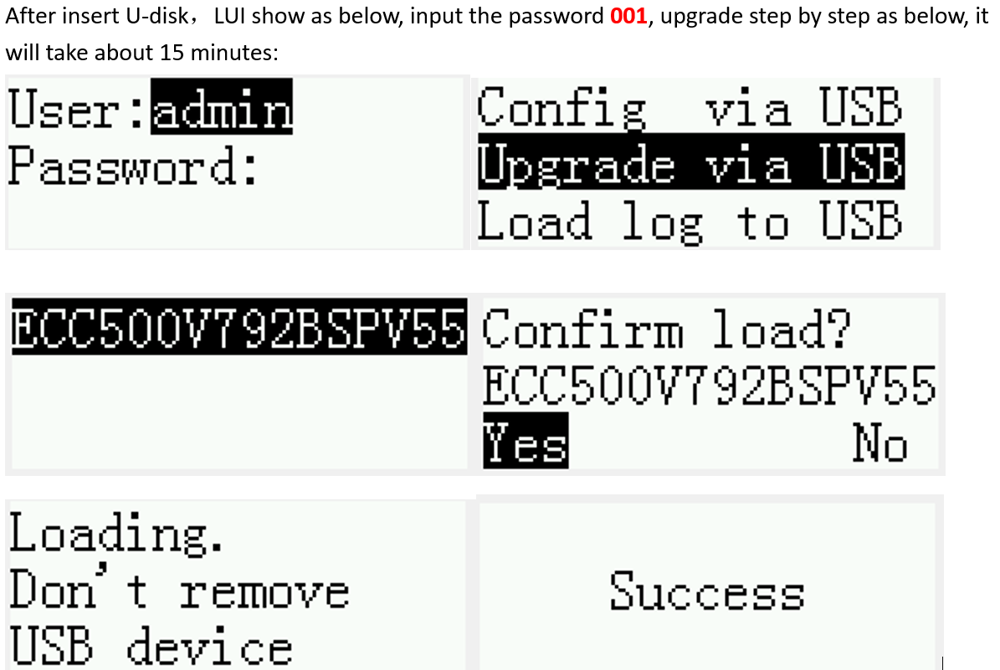 After insert U-disk， LUI show as below, input the password 001, upgrade step by step as below, it
will take about 15 minutes:
User:admin
Password:
Config via USB
Upgrade via USB
Load log to USB
ECC500V792BSPV55
Confirm load?
ECC500V792BSPV55
Yes No
Loading.
Don't remove
USB device
Success